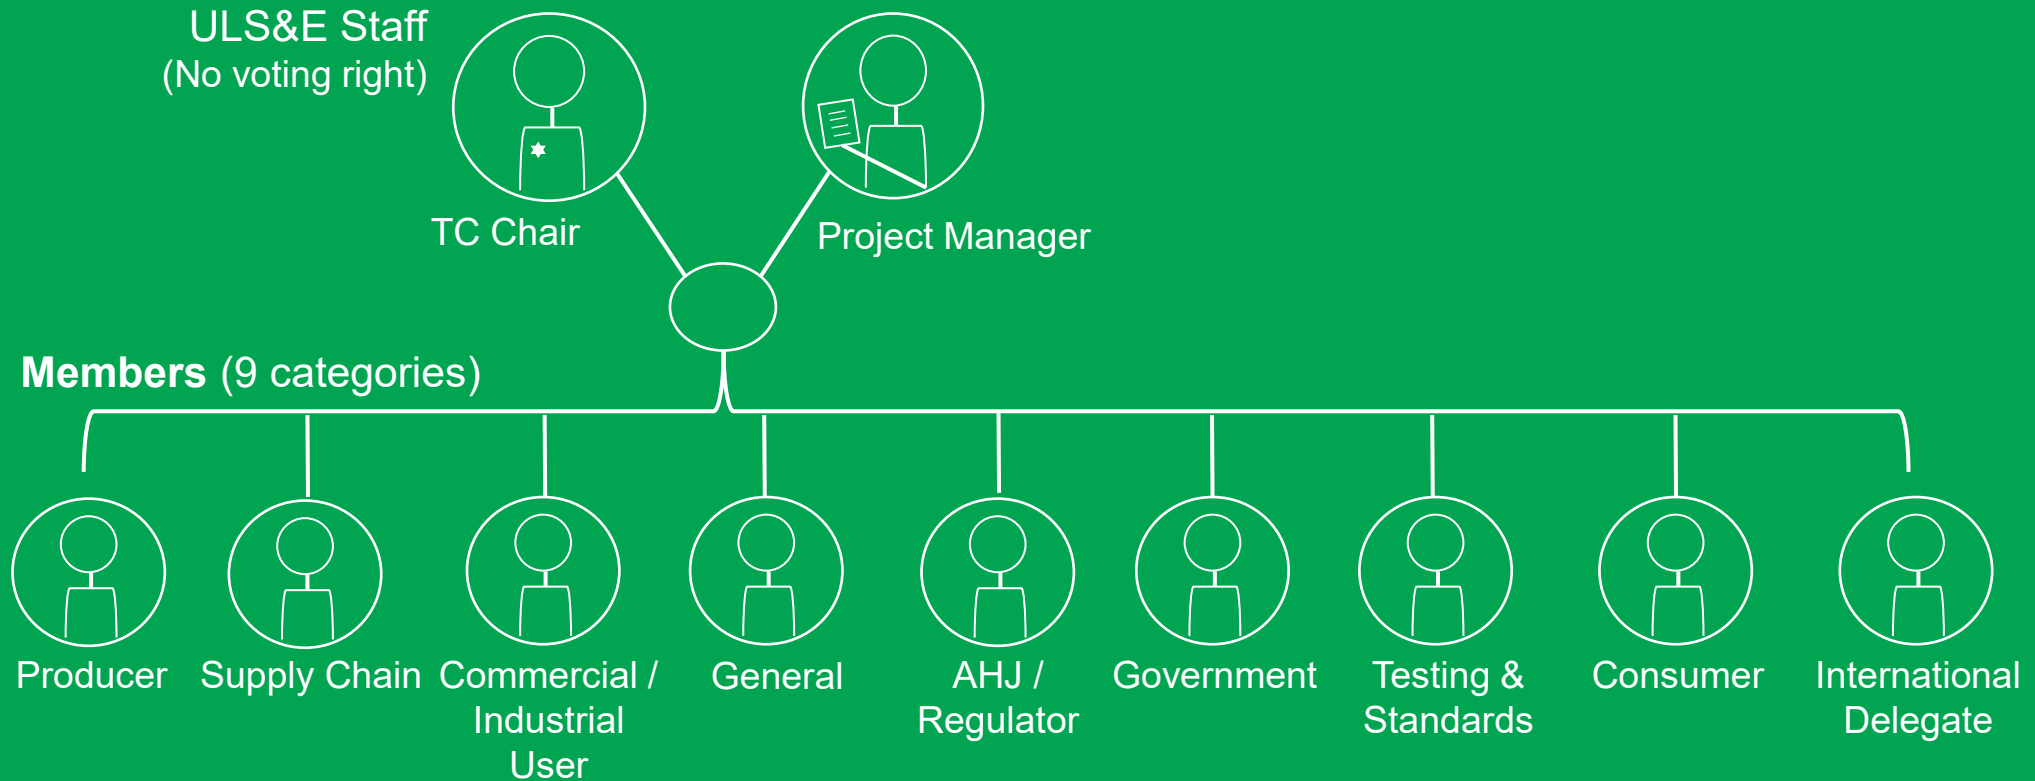 ULS&E Staff
(No voting right)
TC Chair
Project Manager
Members (9 categories)
Producer
Supply Chain
Commercial /
Industrial
User
General
AHJ /
Regulator
Government
Testing &
Standards
Consumer
International
Delegate